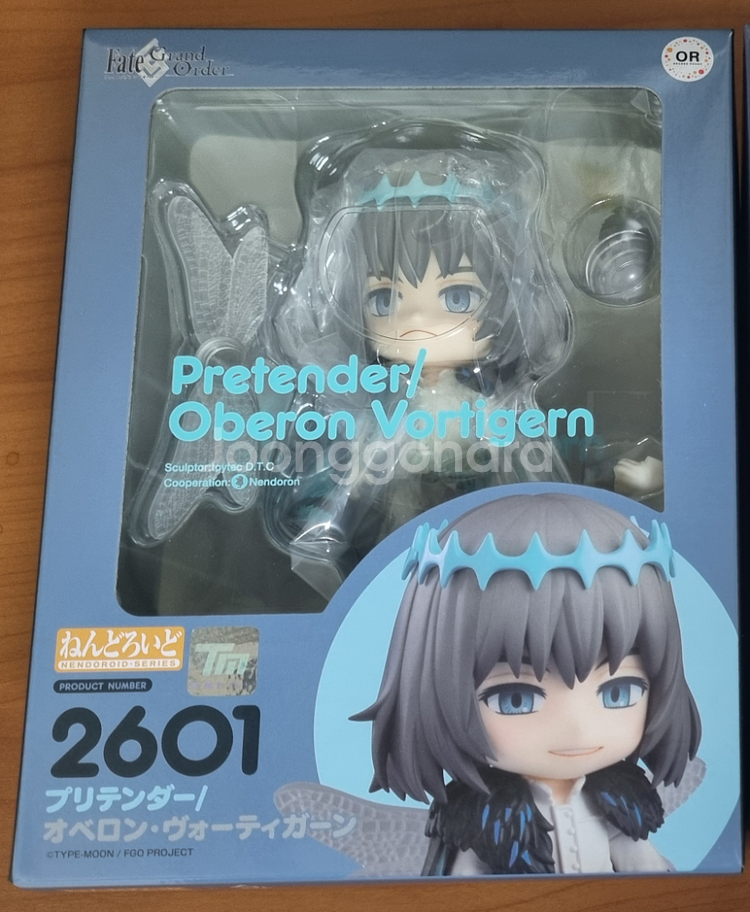 Fate
Grand
Order
OR
Pretender/
Oberon Vortigern
joonggonara
Sculptor:toytec D.T.C
Cooperation: Nendoron
ねんどろいど
NENDOROID•SERIES
TM
PRODUCT NUMBER
2601
プリテンダー/
オベロン・ヴォーティガーン
©TYPE-MOON / FGO PROJECT